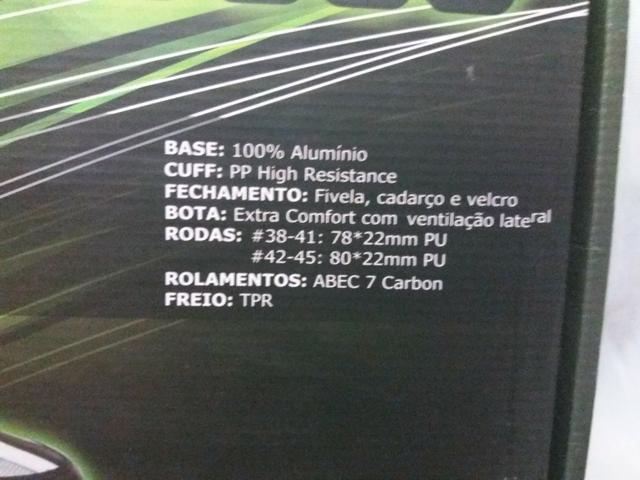 BASE: 100% Alumínio
CUFF: PP High Resistance
FECHAMENTO: Fivela, cadarço e velcro
BOTA: Extra Comfort com ventilação lateral
RODAS: #38-41: 78*22mm PU
#42-45: 80*22mm PU
ROLAMENTOS: ABEC 7 Carbon
FREIO: TPR